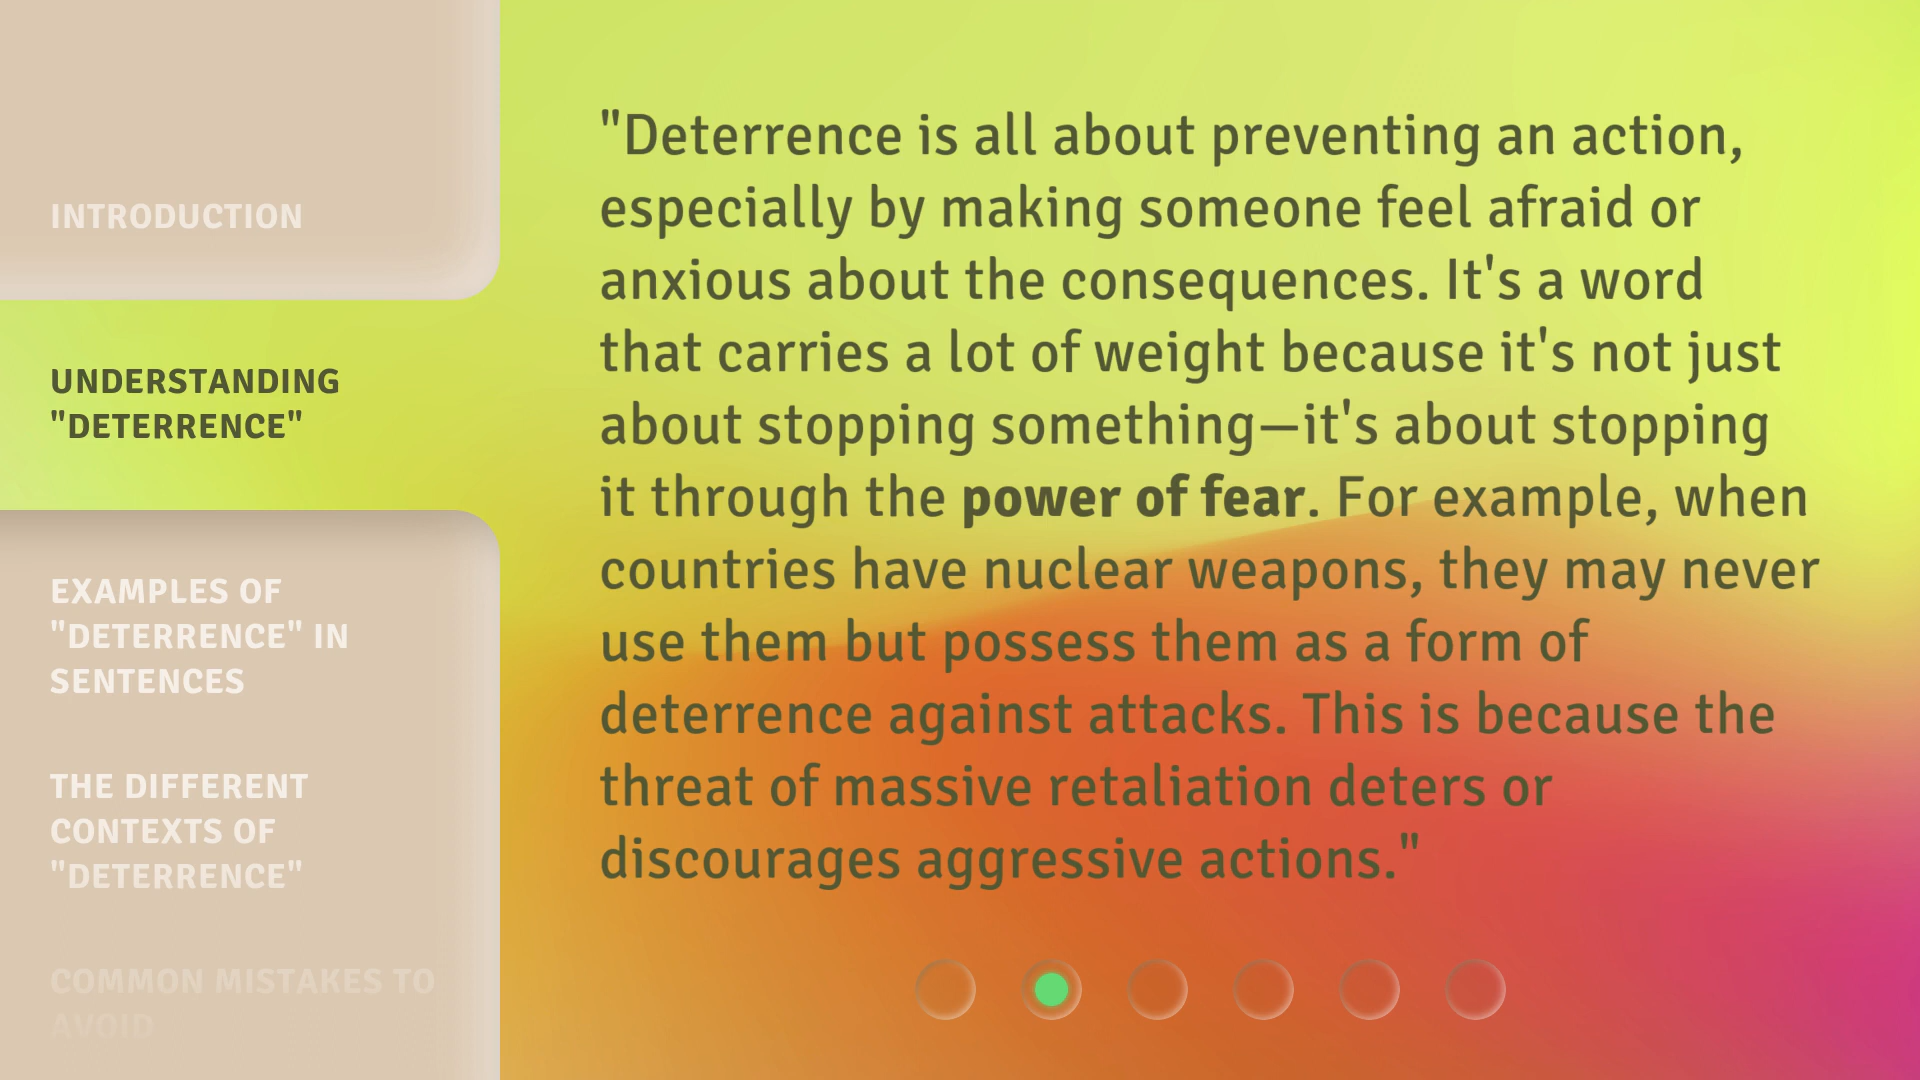 INTRODUCTION
UNDERSTANDING
"DETERRENCE"
EXAMPLES OF
"DETERRENCE" IN
SENTENCES
THE DIFFERENT
CONTEXTS OF
"DETERRENCE"
COMMON MISTAKES TO
AVOID
"Deterrence is all about preventing an action,
especially by making someone feel afraid or
anxious about the consequences. It's a word
that carries a lot of weight because it's not just
about stopping something—it's about stopping
it through the power of fear. For example, when
countries have nuclear weapons, they may never
use them but possess them as a form of
deterrence against attacks. This is because the
threat of massive retaliation deters or
discourages aggressive actions."